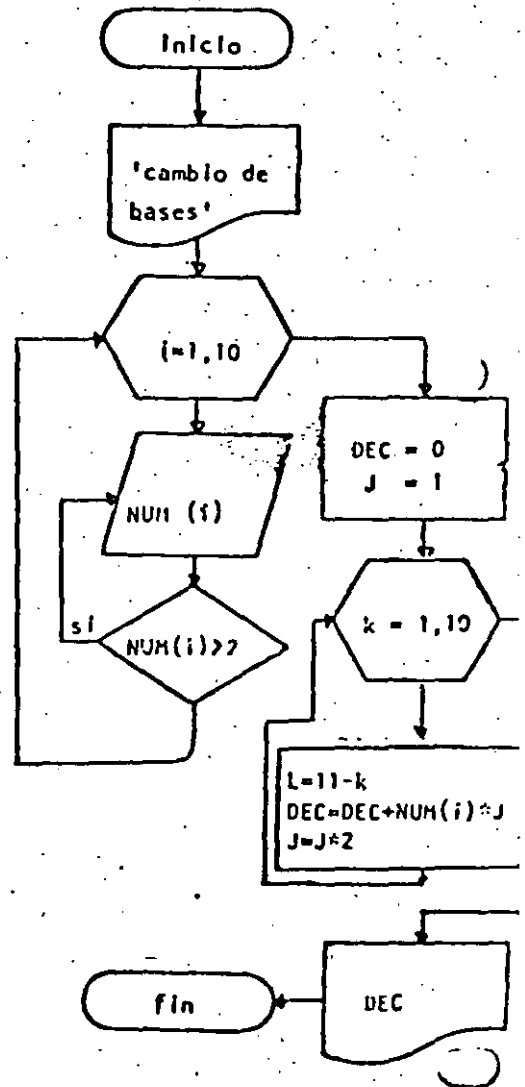 inicio
'cambio de
bases'
i=1,10
NUM (i)
si
NUM(i)>2
DEC = 0
J = 1
)
k = 1,10
L=11-k
DEC=DEC+NUM(i)*J
J=J*2
DEC
fin